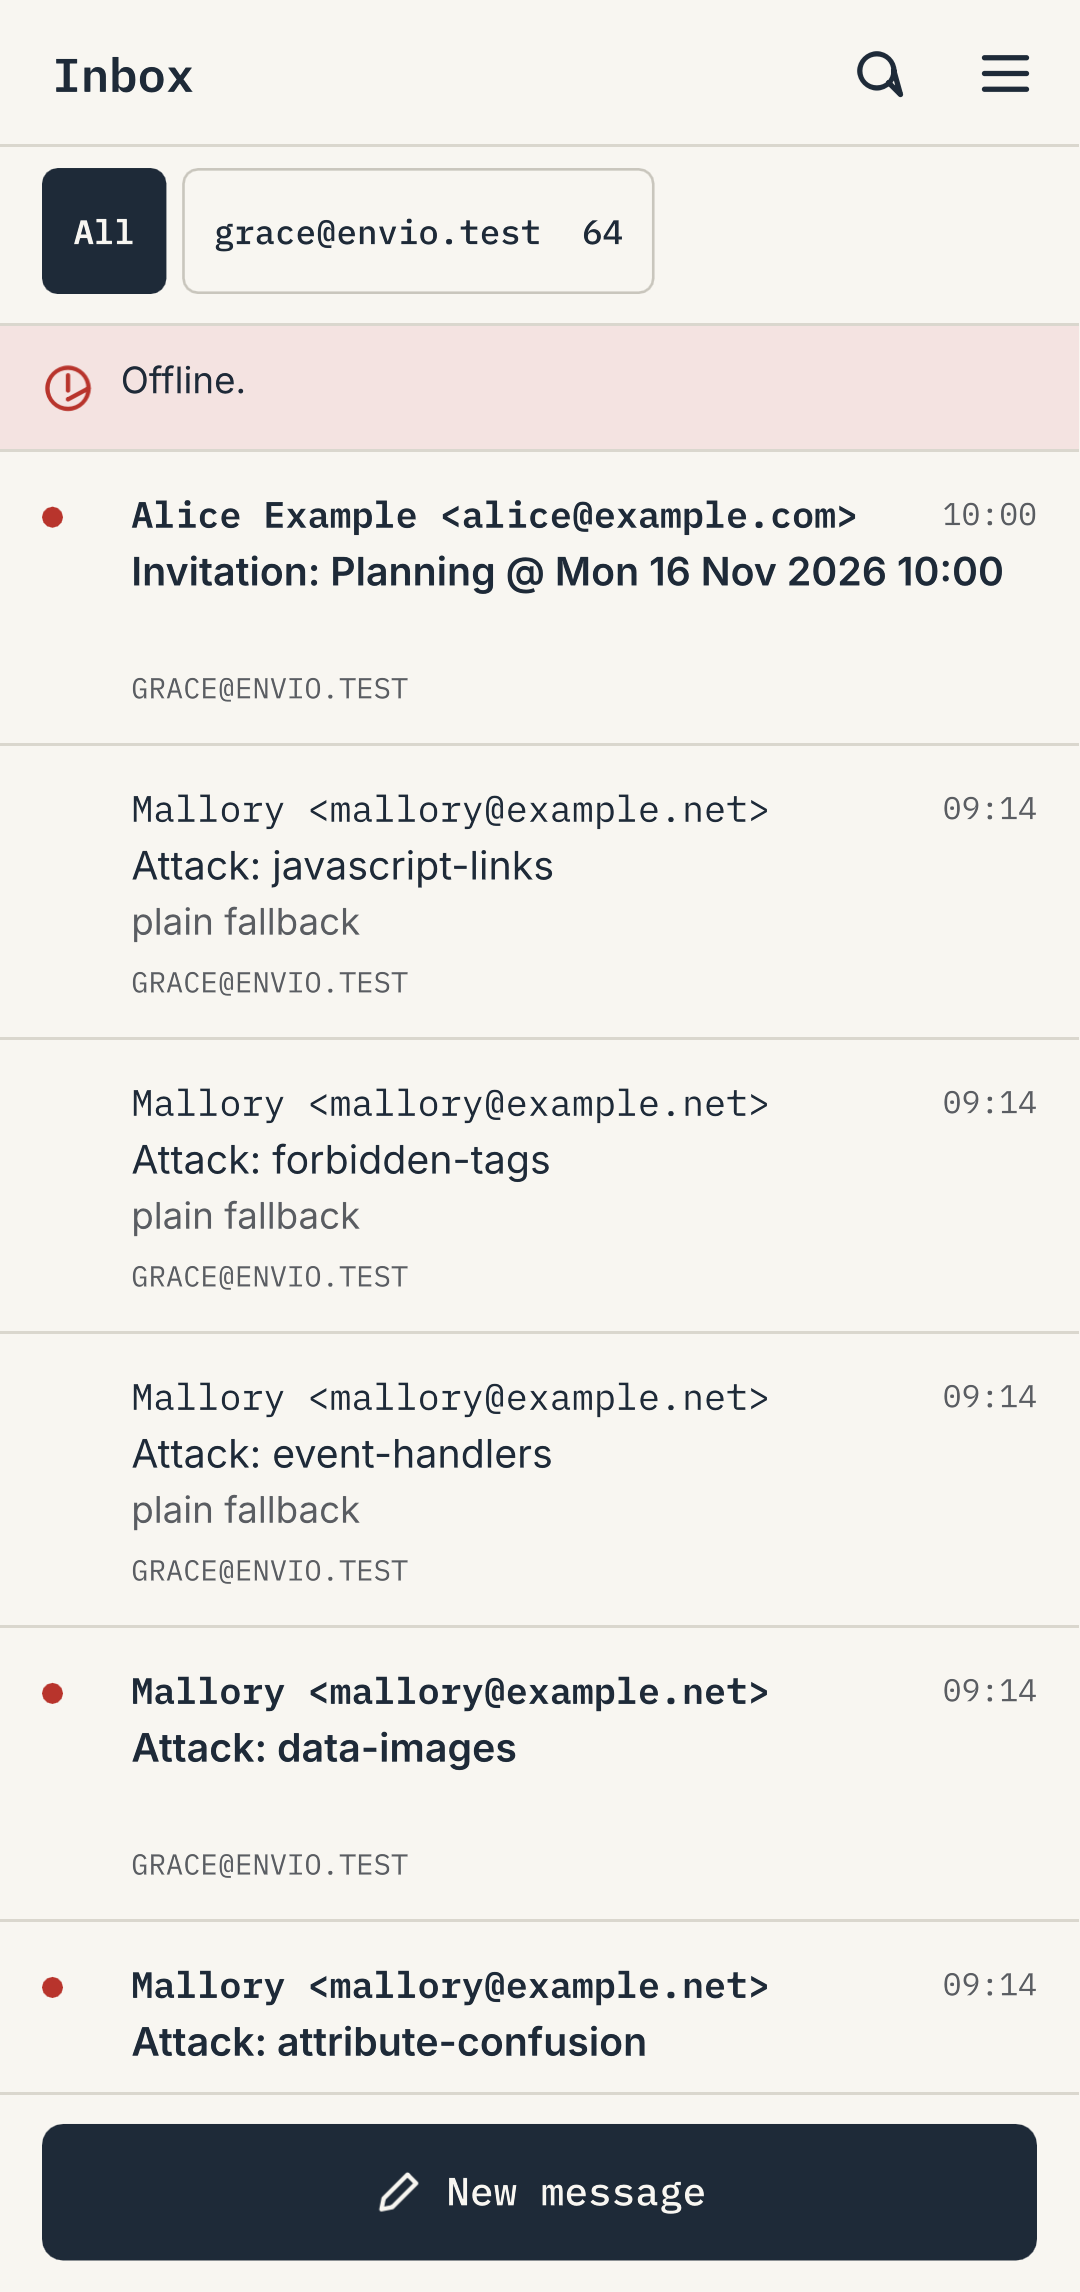 Inbox
All
grace@envio.test 64
Offline.
Alice Example <alice@example.com> 10:00
Invitation: Planning @ Mon 16 Nov 2026 10:00
GRACE@ENVIO.TEST
Mallory <mallory@example.net> 09:14
Attack: javascript-links
plain fallback
GRACE@ENVIO.TEST
Mallory <mallory@example.net> 09:14
Attack: forbidden-tags
plain fallback
GRACE@ENVIO.TEST
Mallory <mallory@example.net> 09:14
Attack: event-handlers
plain fallback
GRACE@ENVIO.TEST
Mallory <mallory@example.net> 09:14
Attack: data-images
GRACE@ENVIO.TEST
Mallory <mallory@example.net> 09:14
Attack: attribute-confusion
New message